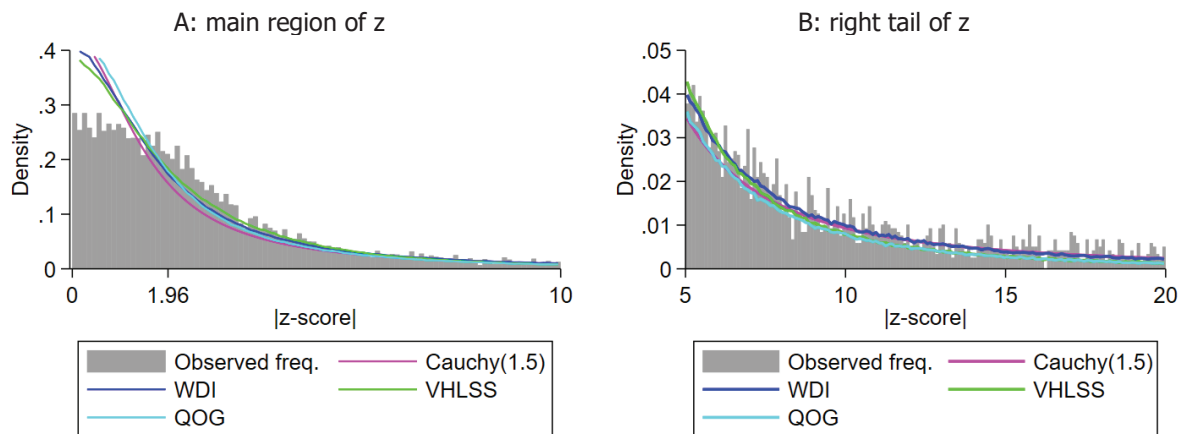 A: main region of z
.4
.3
.2
.1
0
Density
0 1.96 10
|z-score|
Observed freq. Cauchy(1.5)
WDI VHLSS
QOG
B: right tail of z
.05
.04
.03
.02
.01
0
Density
5 10 15 20
|z-score|
Observed freq. Cauchy(1.5)
WDI VHLSS
QOG